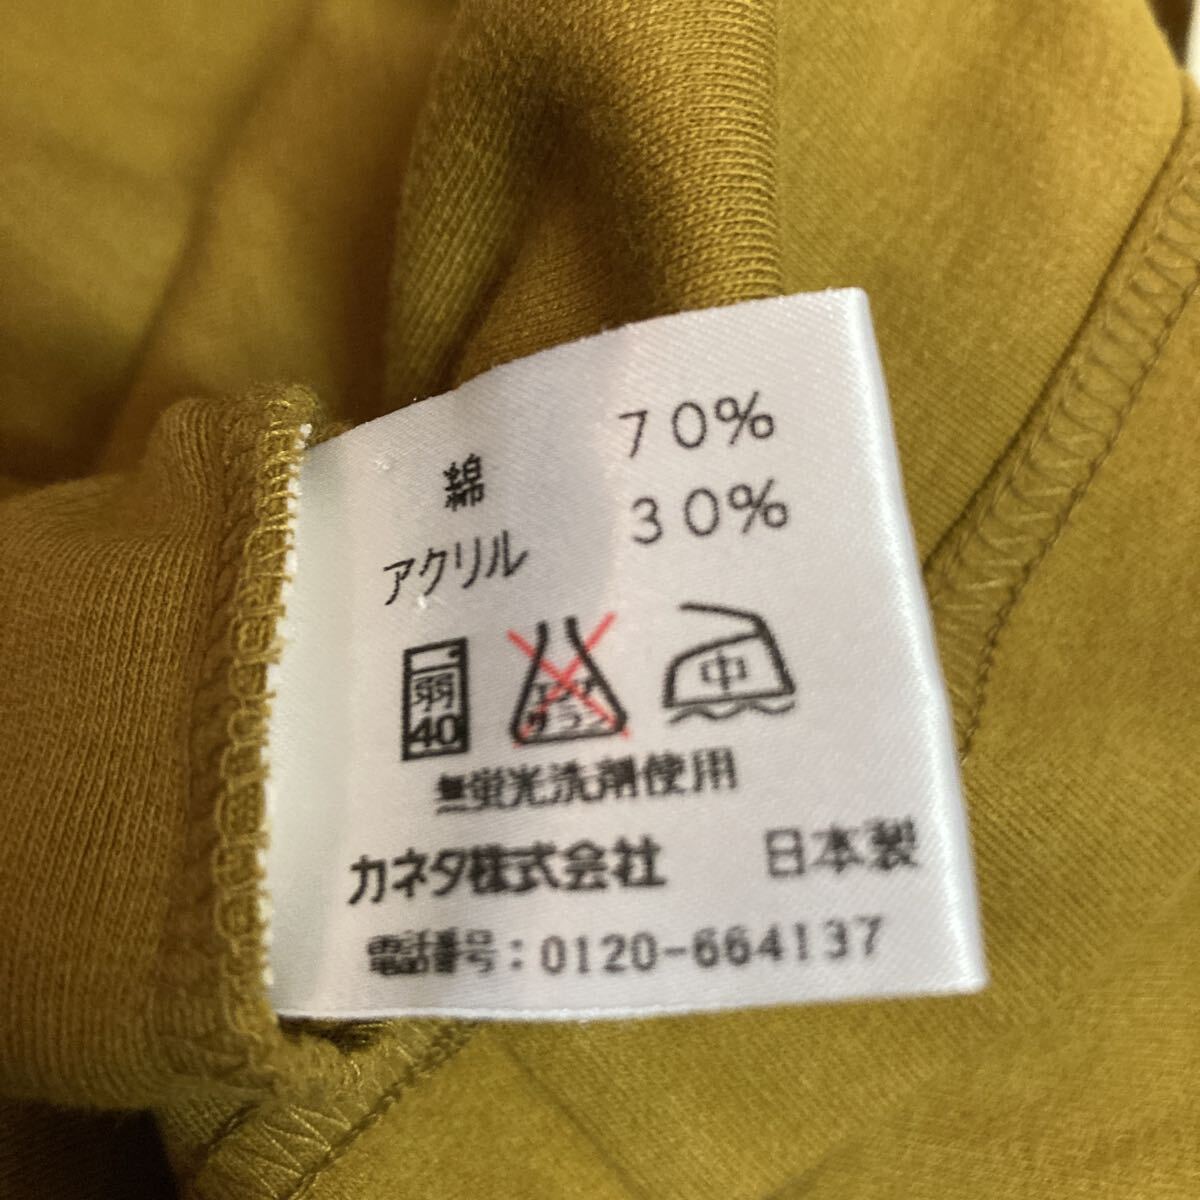 綿 70%
アクリル 30%
弱 40 エンソ サラシ 中
無蛍光洗剤使用
カネタ株式会社 日本製
電話番号:0120-664137